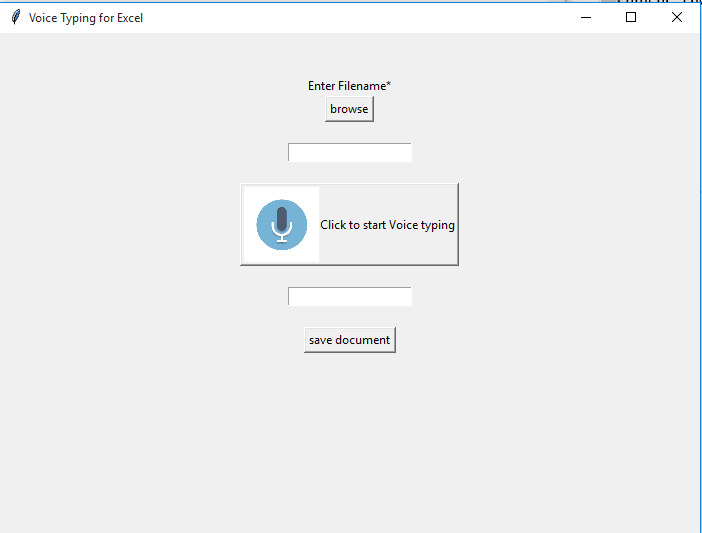 Voice Typing for Excel
Enter Filename*
browse
Click to start Voice typing
save document